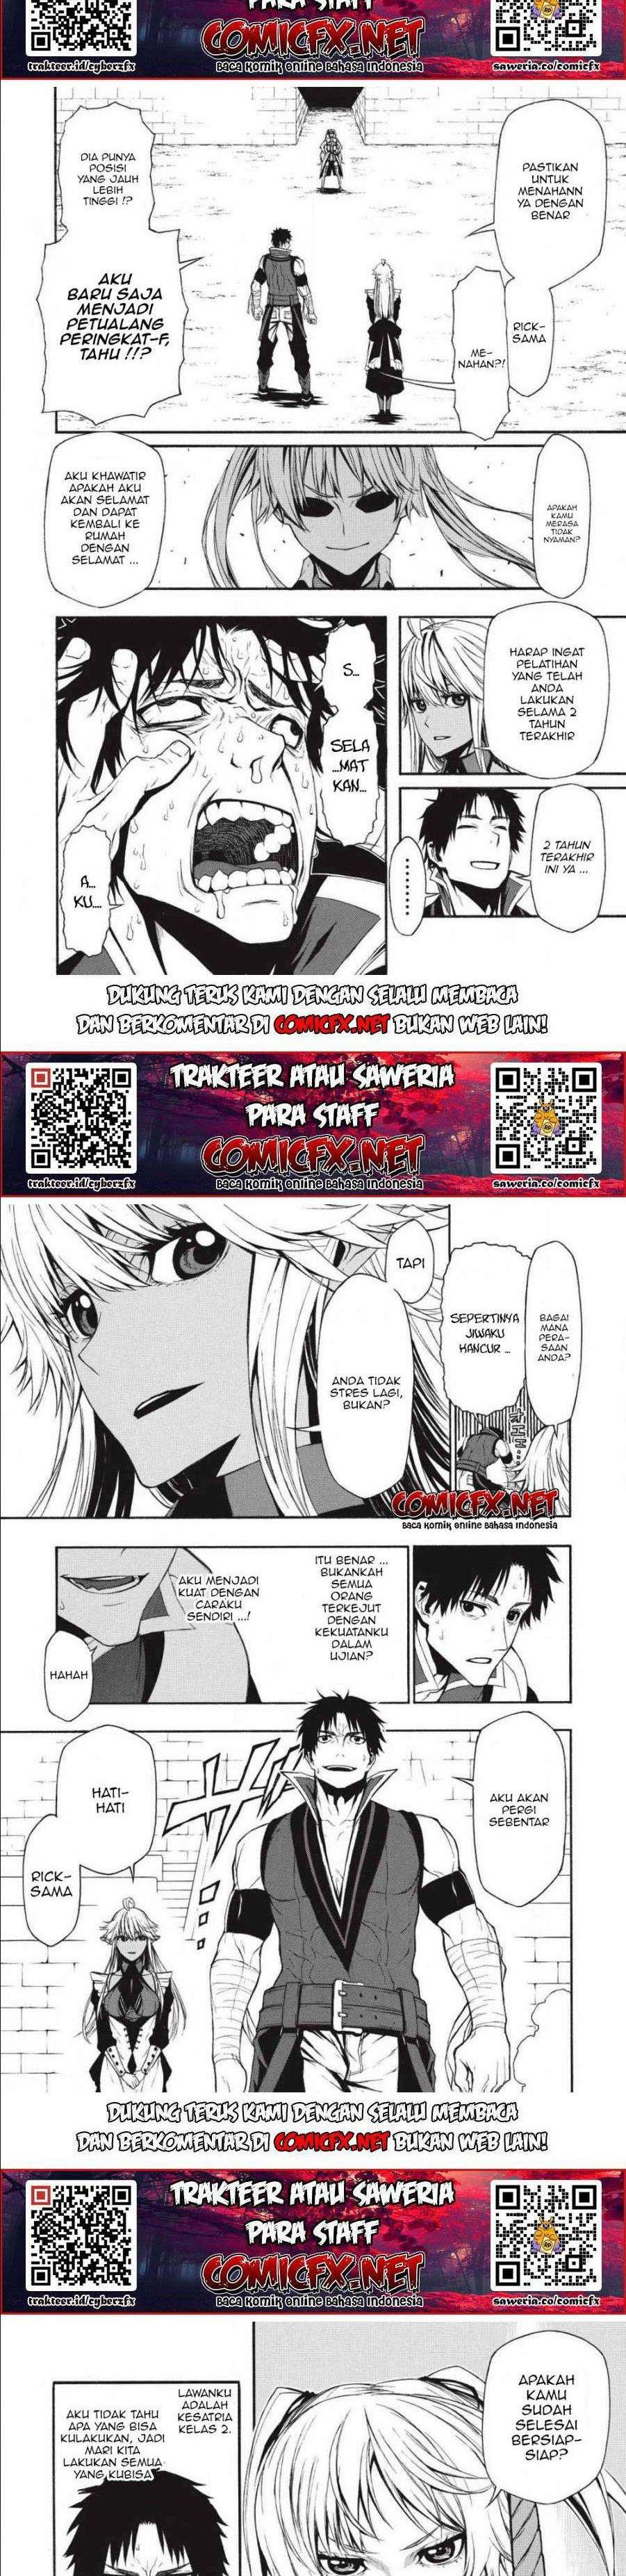 PARA STAFF
COMICFX.NET
Baca Komik Online Bahasa Indonesia
trakteer.id/cyberzfx
saweria.co/comicfx
PASTIKAN
UNTUK
MENAHANN
YA DENGAN
BENAR
RICK-
SAMA
ME-
NAHAN?!
DIA PUNYA
POSISI
YANG JAUH
LEBIH
TINGGI !?
AKU
BARU SAJA
MENJADI
PETUALANG
PERINGKAT-F,
TAHU !!?
APAKAH
KAMU
MERASA
TIDAK
NYAMAN?
AKU KHAWATIR
APAKAH AKU
AKAN SELAMAT
DAN DAPAT
KEMBALI KE
RUMAH
DENGAN
SELAMAT ...
HARAP INGAT
PELATIHAN
YANG TELAH
ANDA
LAKUKAN
SELAMA 2
TAHUN
TERAKHIR
2 TAHUN
TERAKHIR
INI YA ...
S...
SELA
...MAT
KAN...
A...
KU....
DUKUNG TERUS KAMI DENGAN SELALU MEMBACA
DAN BERKOMENTAR DI COMICFX.NET BUKAN WEB LAIN!
TRAKTEER ATAU SAWERIA
PARA STAFF
COMICFX.NET
Baca Komik Online Bahasa Indonesia
trakteer.id/cyberzfx
saweria.co/comicfx
BAGAI
MANA
PERA-
SAAN
ANDA?
SEPERTINYA
JIWAKU
HANCUR ...
オエエ...
TAPI
ANDA TIDAK
STRES LAGI,
BUKAN?
COMICFX.NET
Baca Komik Online Bahasa Indonesia
ITU BENAR ...
BUKANKAH
SEMUA
ORANG
TERKEJUT
DENGAN
KEKUATANKU
DALAM
UJIAN?
AKU MENJADI
KUAT DENGAN
CARAKU
SENDIRI ...!
HAHAH
AKU AKAN
PERGI
SEBENTAR
HATI-
HATI
RICK-
SAMA
DUKUNG TERUS KAMI DENGAN SELALU MEMBACA
DAN BERKOMENTAR DI COMICFX.NET BUKAN WEB LAIN!
TRAKTEER ATAU SAWERIA
PARA STAFF
COMICFX.NET
Baca Komik Online Bahasa Indonesia
trakteer.id/cyberzfx
saweria.co/comicfx
APAKAH
KAMU
SUDAH
SELESAI
BERSIAP-
SIAP?
LAWANKU
ADALAH
KESATRIA
KELAS 2.
AKU TIDAK TAHU
APA YANG BISA
KULAKUKAN, JADI
MARI KITA
LAKUKAN SEMUA
YANG KUBISA